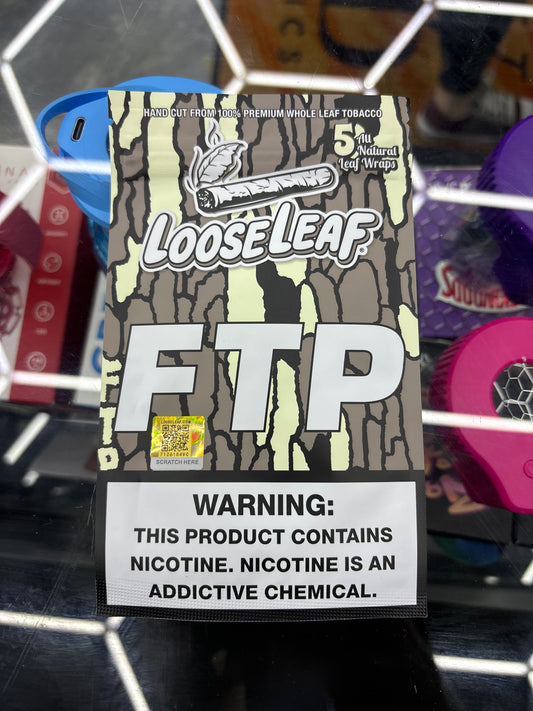 HAND CUT FROM 100% PREMIUM WHOLE LEAF TOBACCO
5 All
Natural
Leaf Wraps
LOOSELEAF®
FTP
SCRATCH HERE
WARNING:
THIS PRODUCT CONTAINS
NICOTINE. NICOTINE IS AN
ADDICTIVE CHEMICAL.